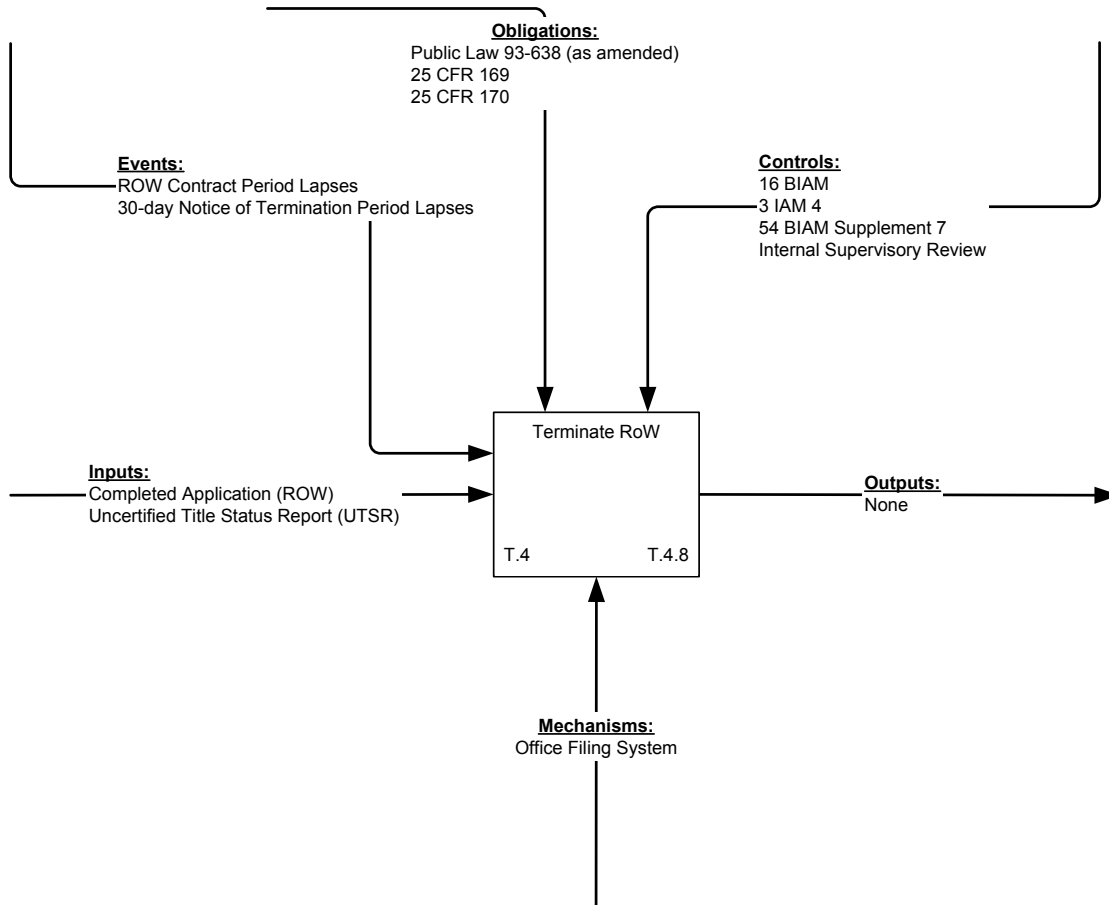 Obligations:
Public Law 93-638 (as amended)
25 CFR 169
25 CFR 170
Events:
ROW Contract Period Lapses
30-day Notice of Termination Period Lapses
Controls:
16 BIAM
3 IAM 4
54 BIAM Supplement 7
Internal Supervisory Review
Terminate RoW
T.4 T.4.8
Inputs:
Completed Application (ROW)
Uncertified Title Status Report (UTSR)
Outputs:
None
Mechanisms:
Office Filing System